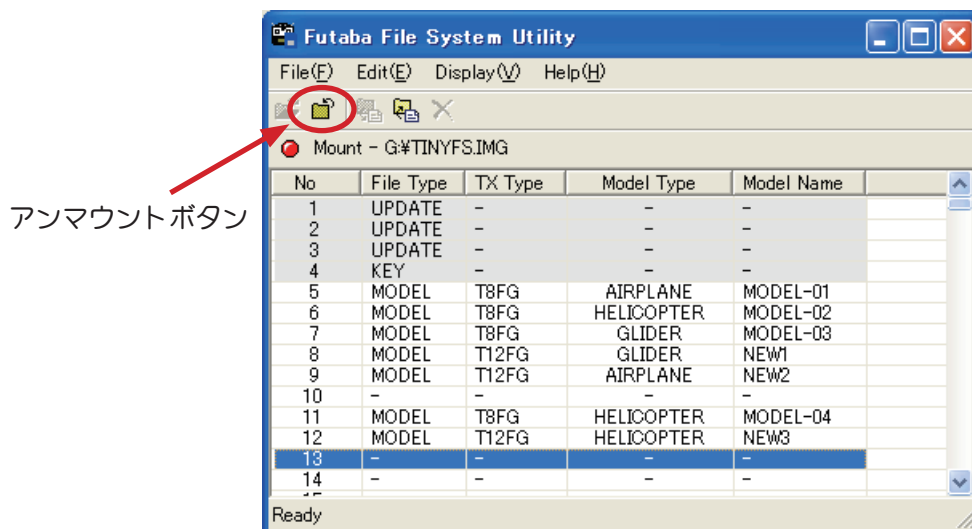 Futaba File System Utility
File(F) Edit(E) Display(V) Help(H)
Mount - G:¥TINYFS.IMG
アンマウントボタン
No File Type TX Type Model Type Model Name
1 UPDATE - - -
2 UPDATE - - -
3 UPDATE - - -
4 KEY - - -
5 MODEL T8FG AIRPLANE MODEL-01
6 MODEL T8FG HELICOPTER MODEL-02
7 MODEL T8FG GLIDER MODEL-03
8 MODEL T12FG GLIDER NEW1
9 MODEL T12FG AIRPLANE NEW2
10 - - - -
11 MODEL T8FG HELICOPTER MODEL-04
12 MODEL T12FG HELICOPTER NEW3
13 - - - -
14 - - - -
Ready